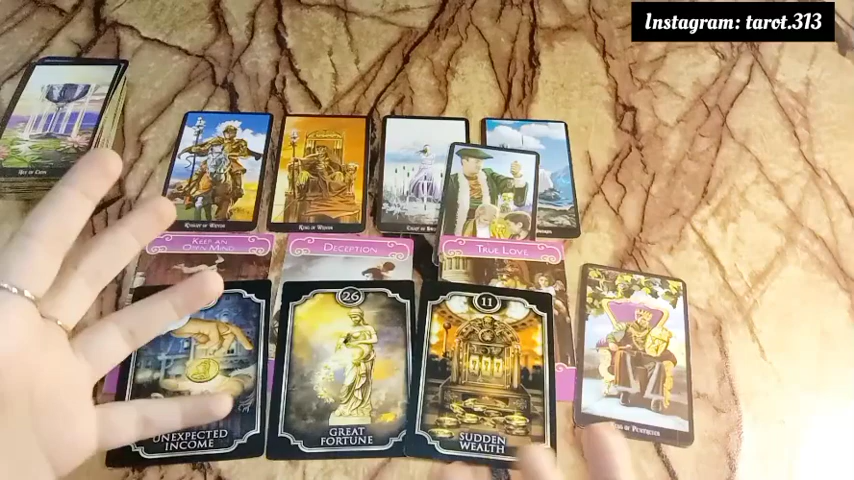 Instagram: tarot.313
KNIGHT OF WANDS
KING OF WANDS
KEEP AN
OPEN MIND
DECEPTION
TRUE LOVE
26
11
UNEXPECTED
INCOME
GREAT
FORTUNE
SUDDEN
WEALTH
777